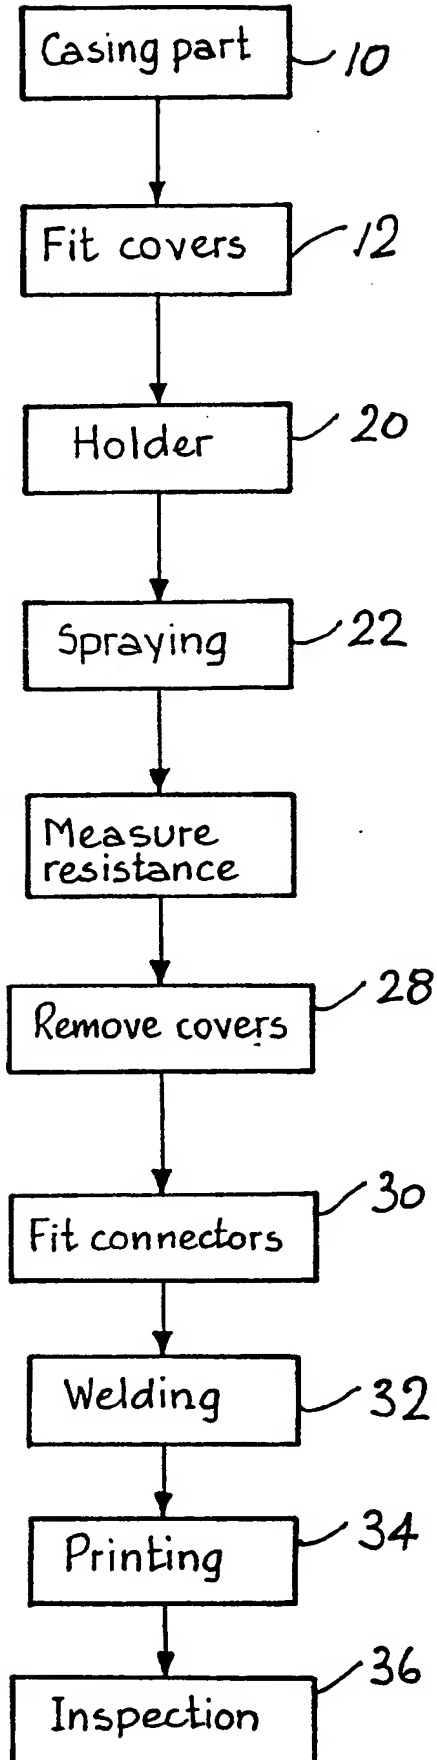 Casing part
10
Fit covers
12
Holder
20
Spraying
22
Measure
resistance
Remove covers
28
Fit connectors
30
Welding
32
Printing
34
Inspection
36